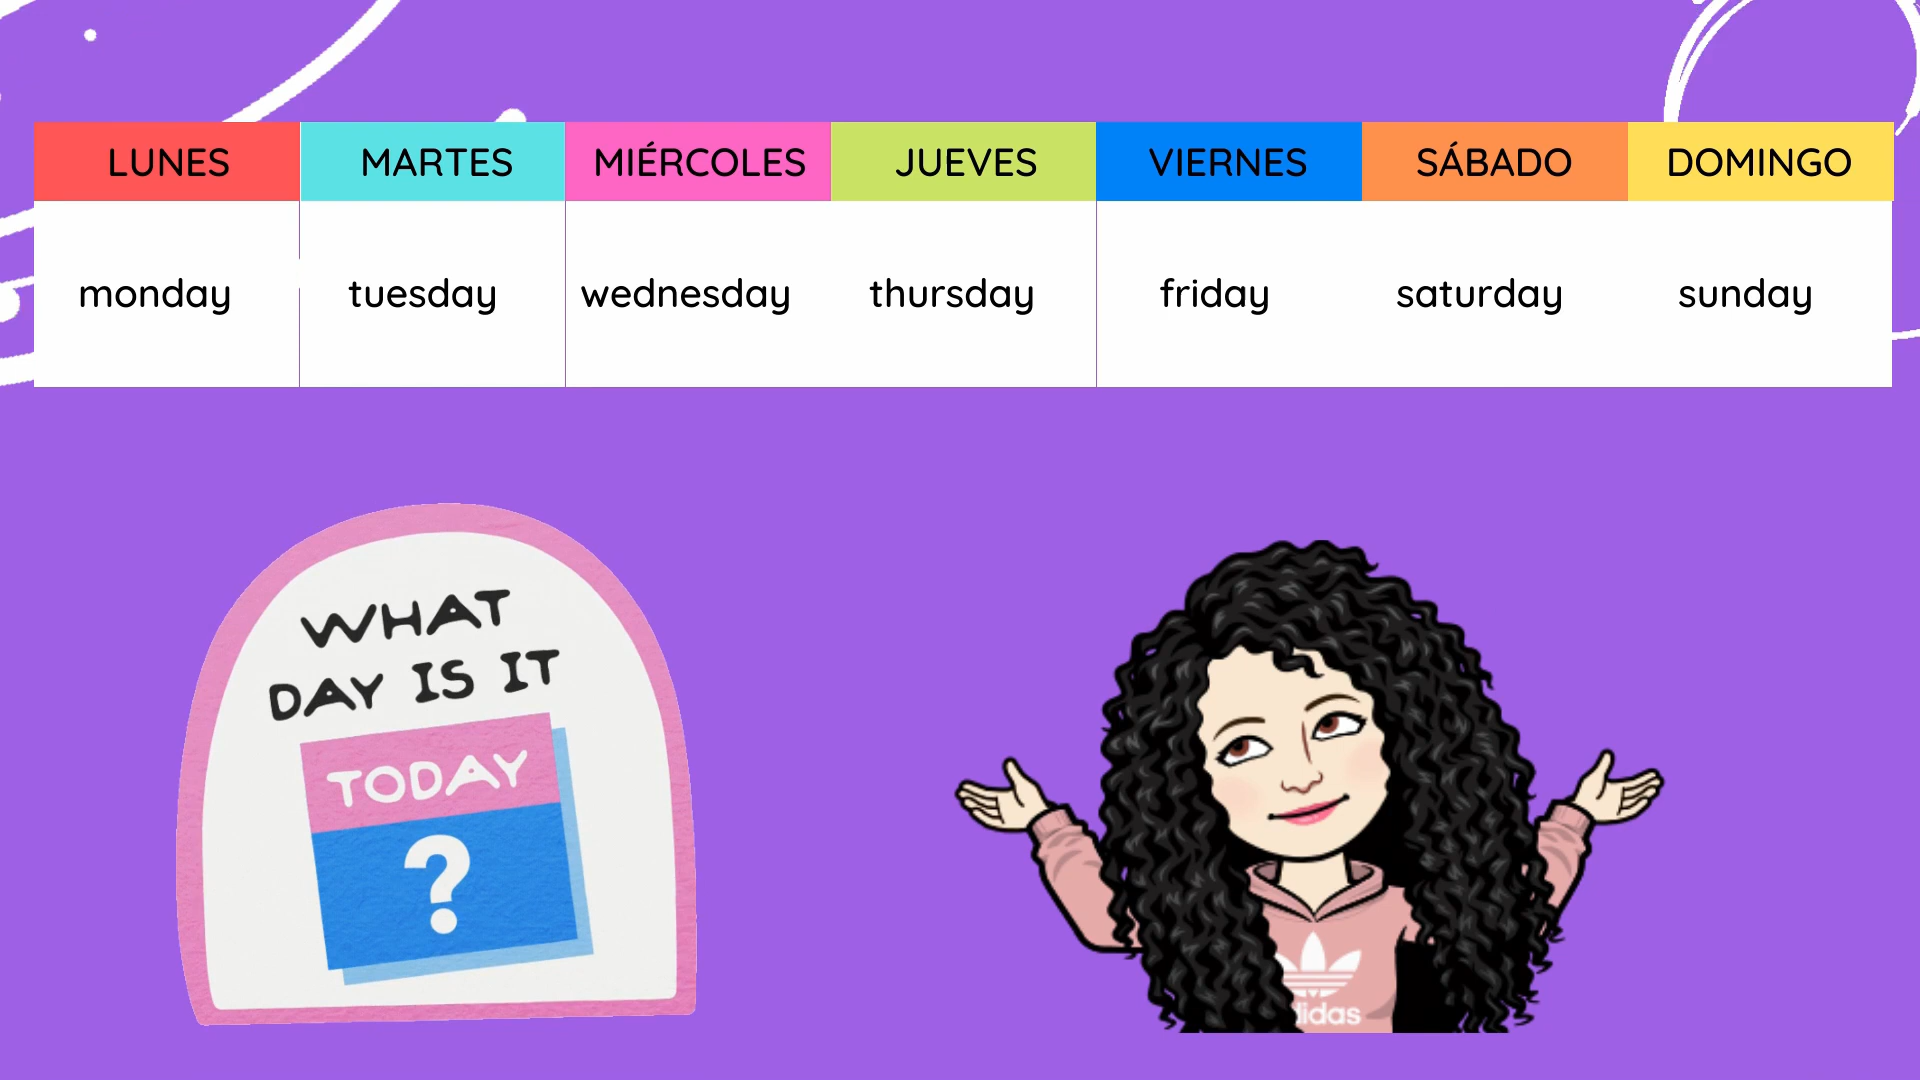 LUNES MARTES MIÉRCOLES JUEVES VIERNES SÁBADO DOMINGO
monday tuesday wednesday thursday friday saturday sunday
WHAT
DAY IS IT
TODAY
?
adidas